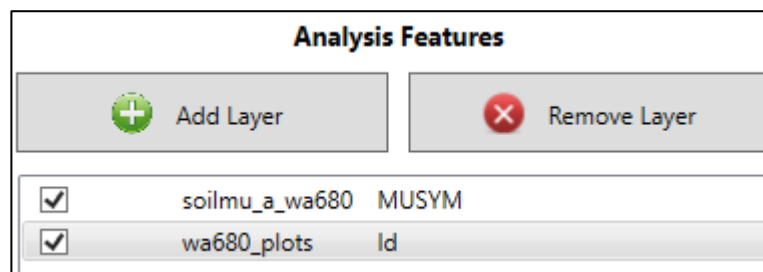 Analysis Features
Add Layer Remove Layer
soilmu_a_wa680 MUSYM
wa680_plots Id